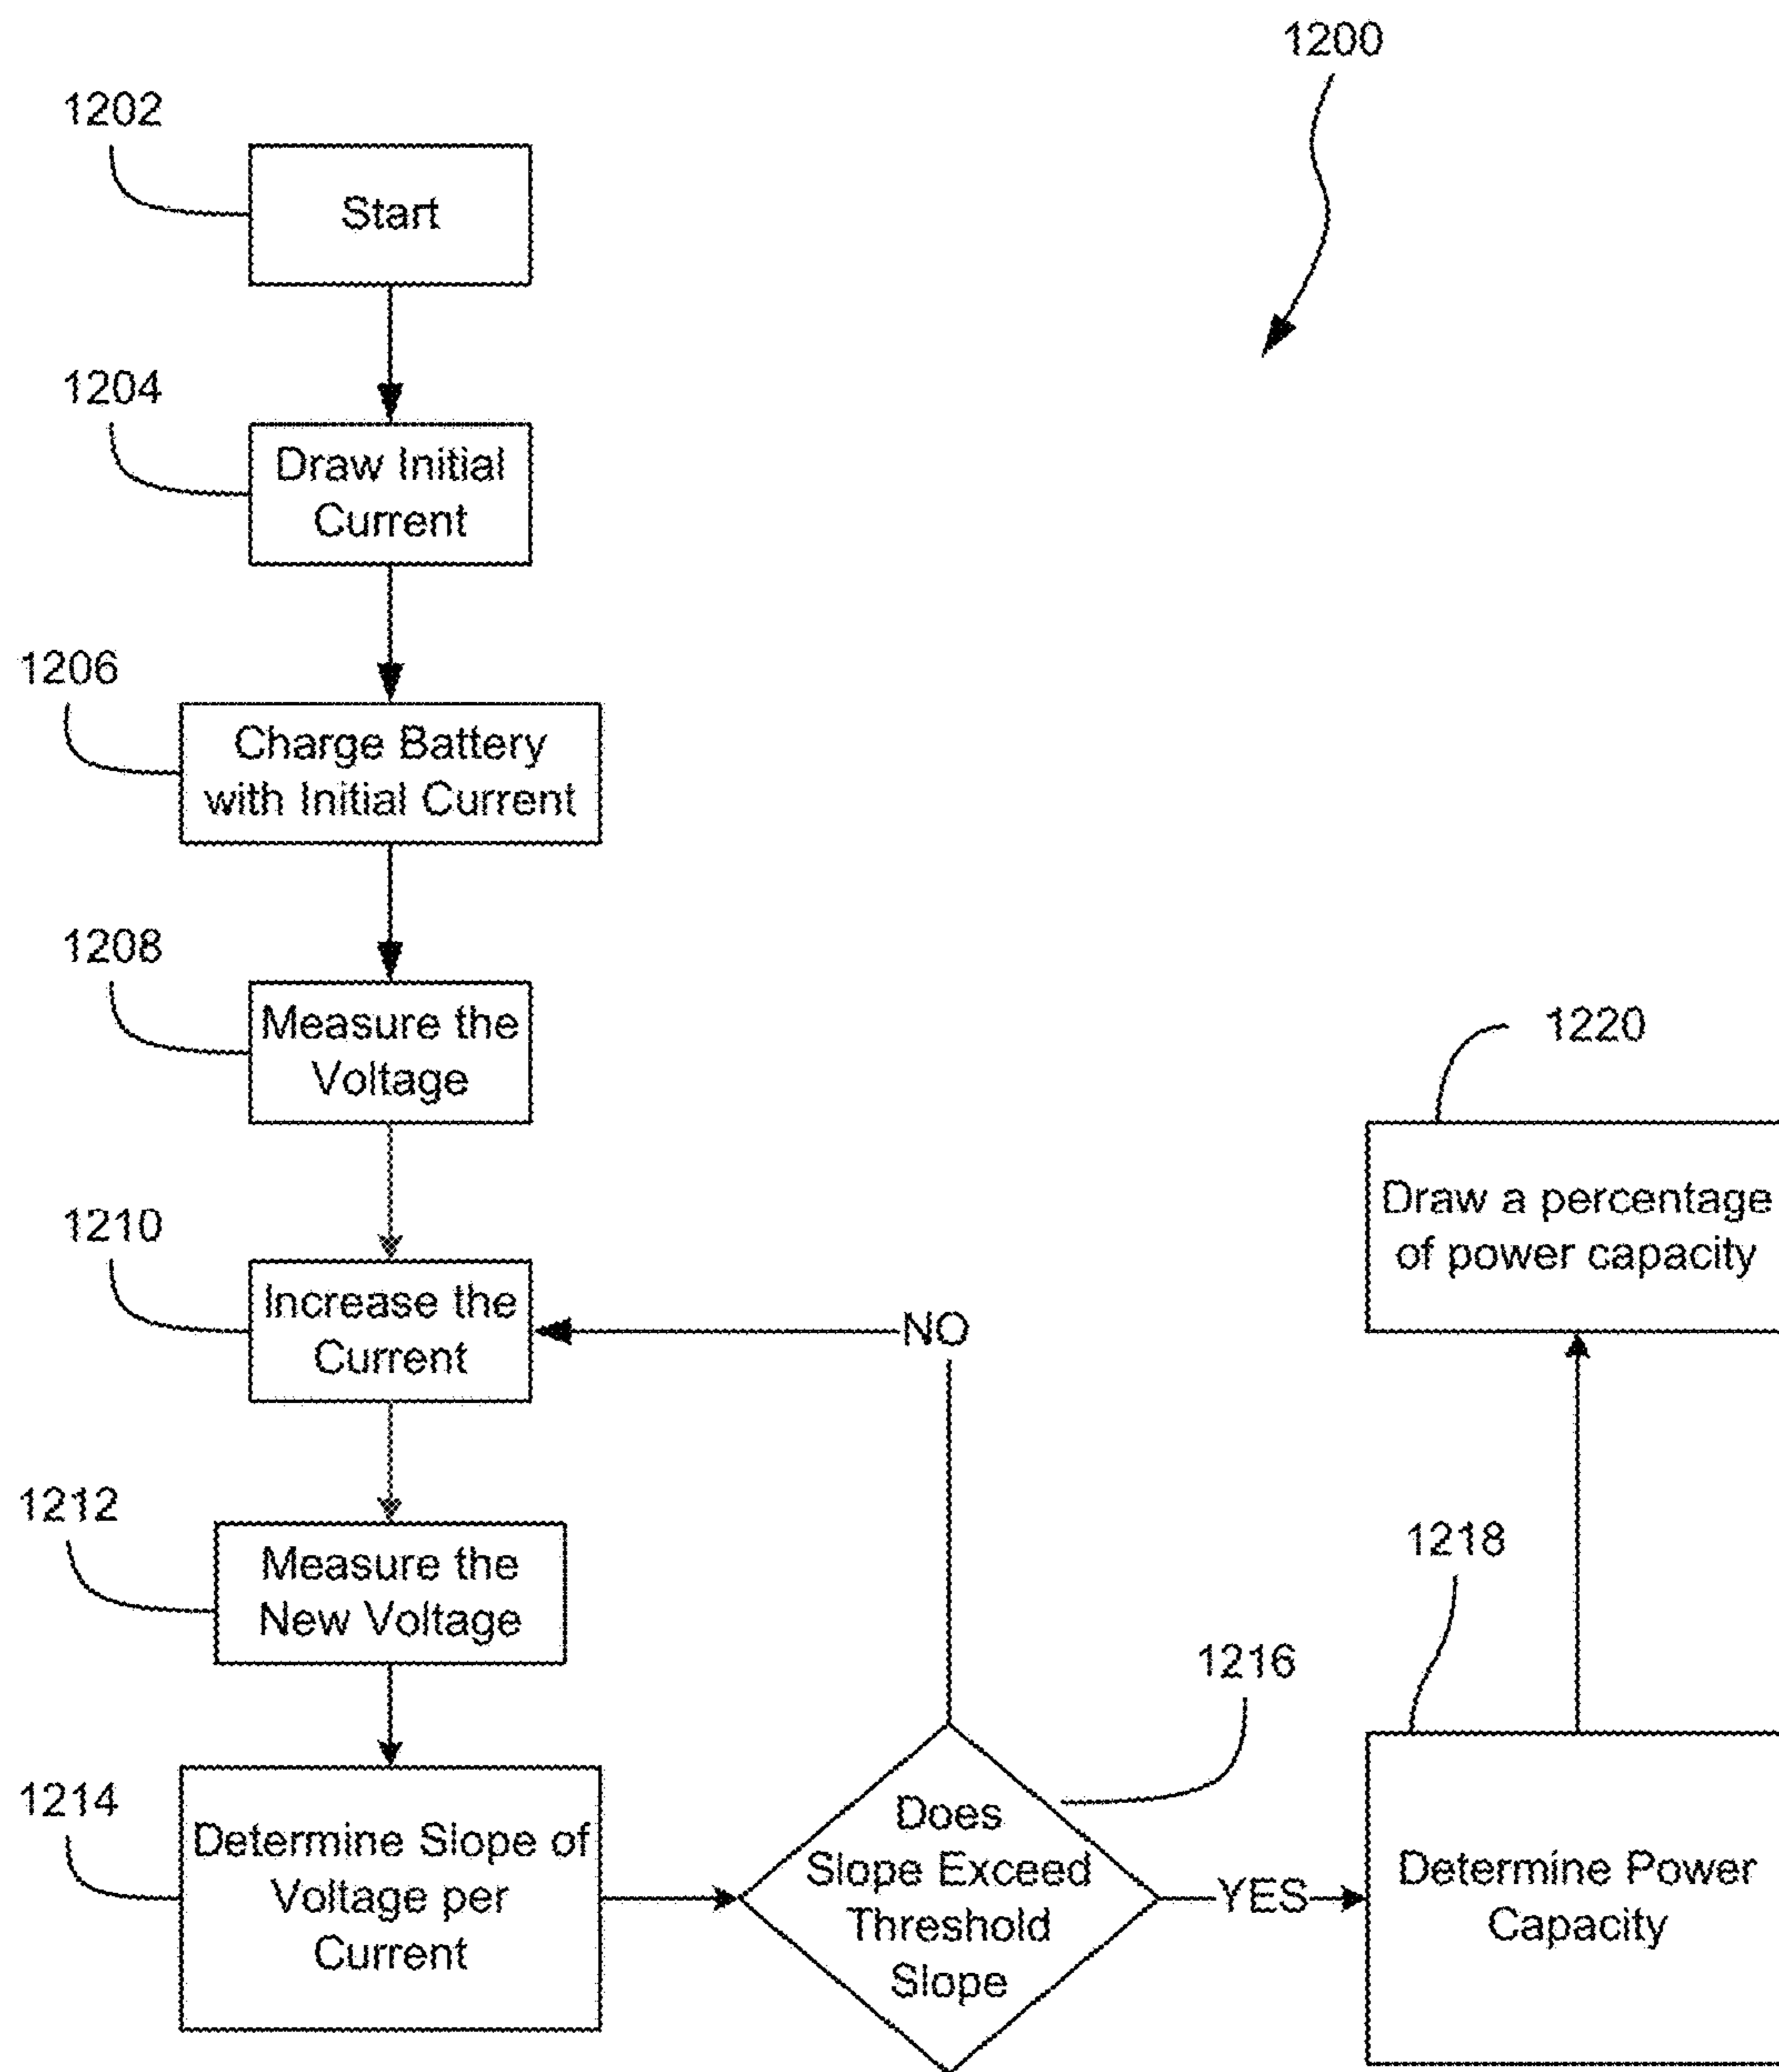 1200
1202
Start
1204
Draw Initial
Current
1206
Charge Battery
with Initial Current
1208
Measure the
Voltage
1210
Increase the
Current
NO
1212
Measure the
New Voltage
1214
Determine Slope of
Voltage per
Current
1216
Does
Slope Exceed
Threshold
Slope
YES
1218
Determine Power
Capacity
1220
Draw a percentage
of power capacity